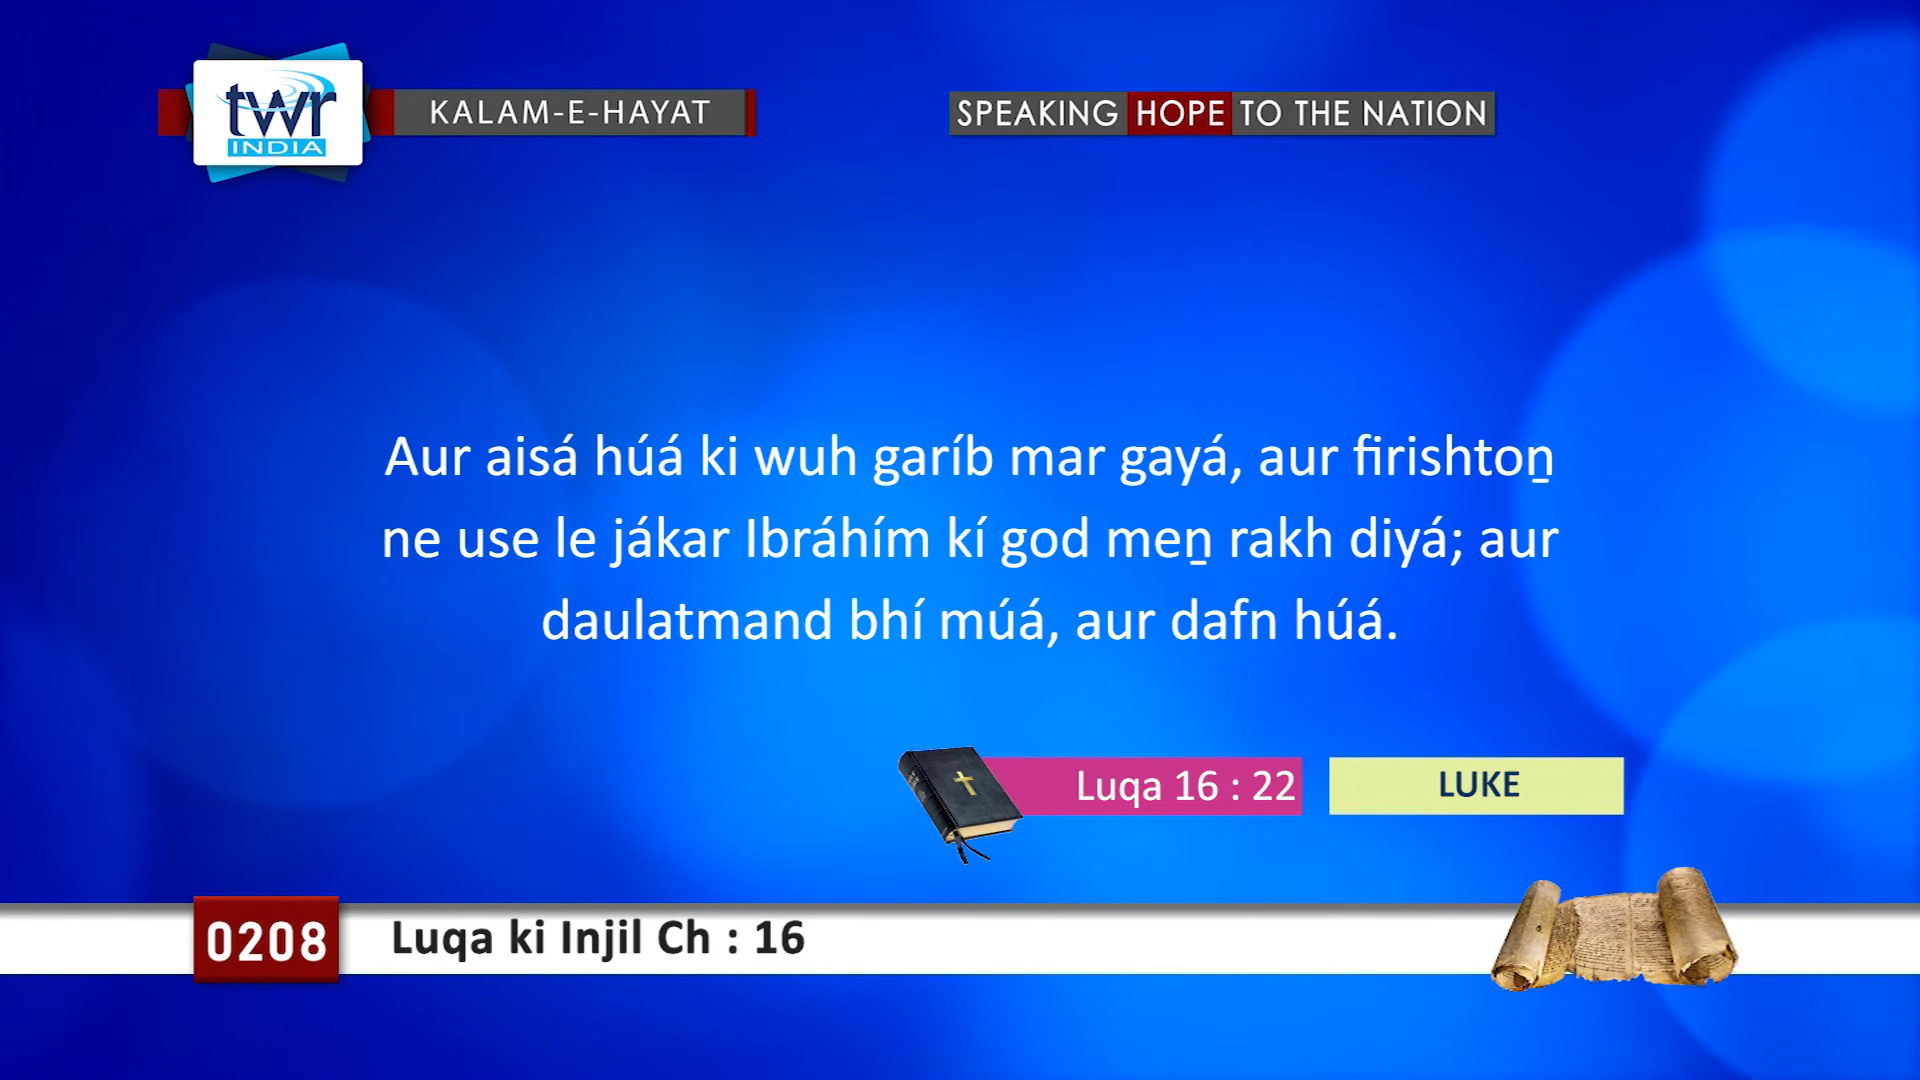 twr
INDIA
KALAM-E-HAYAT
SPEAKING HOPE TO THE NATION
Aur aisá húá ki wuh garíb mar gayá, aur firishtoṉ
ne use le jákar Ibráhím kí god meṉ rakh diyá; aur
daulatmand bhí múá, aur dafn húá.
Luqa 16 : 22
LUKE
0208
Luqa ki Injil Ch : 16